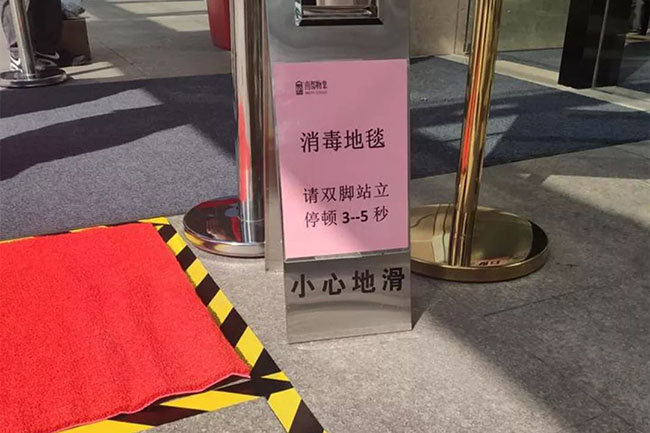 消毒地毯
请双脚站立
停顿 3--5 秒
小心地滑